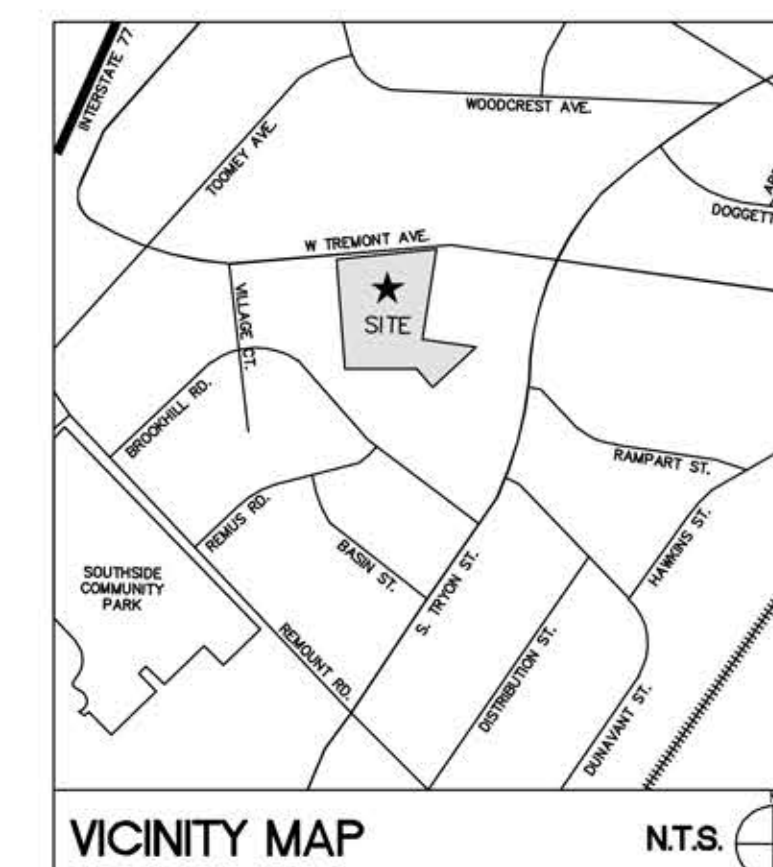 INTERSTATE 77
WOODCREST AVE.
TOOMEY AVE.
DOGGETT
W TREMONT AVE.
VILLAGE CT.
SITE
BROOKHILL RD.
RAMPART ST.
REMUS RD.
HAWKINS ST.
BASIN ST.
SOUTHSIDE
COMMUNITY
PARK
S. TRYON ST.
REMOUNT RD.
DISTRIBUTION ST.
DUNAVANT ST.
VICINITY MAP
N.T.S.